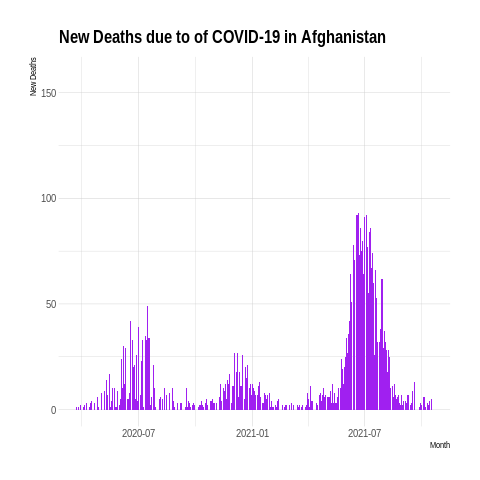 New Deaths due to of COVID-19 in Afghanistan
New Deaths
150
100
50
0
2020-07
2021-01
2021-07
Month